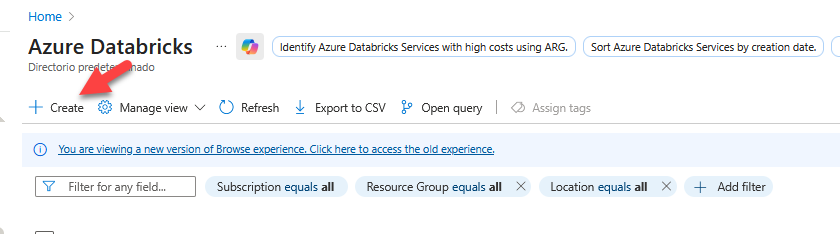 Home
Azure Databricks ... Identify Azure Databricks Services with high costs using ARG. Sort Azure Databricks Services by creation date.
Directorio predeterminado
Create Manage view Refresh Export to CSV Open query Assign tags
You are viewing a new version of Browse experience. Click here to access the old experience.
Filter for any field... Subscription equals all Resource Group equals all Location equals all Add filter